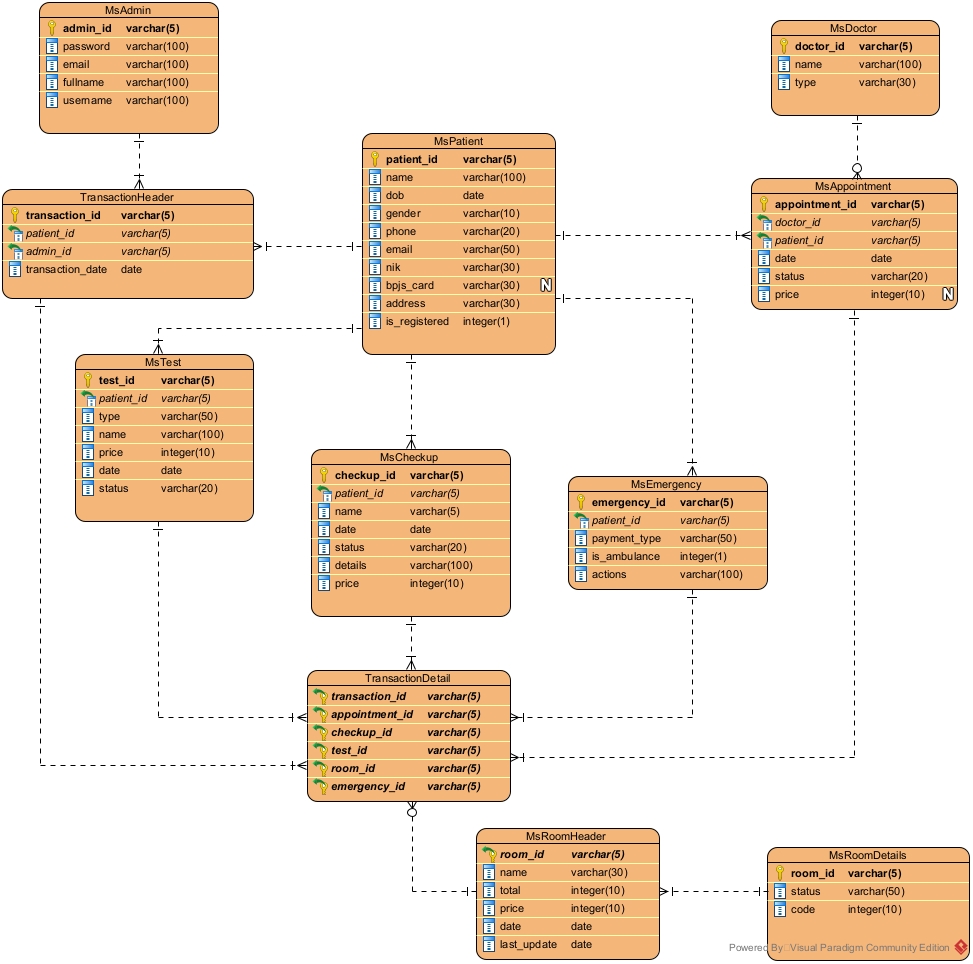 MsAdmin
admin_id varchar(5)
password varchar(100)
email varchar(100)
fullname varchar(100)
username varchar(100)
MsDoctor
doctor_id varchar(5)
name varchar(100)
type varchar(30)
MsPatient
patient_id varchar(5)
name varchar(100)
dob date
gender varchar(10)
phone varchar(20)
email varchar(50)
nik varchar(30)
bpjs_card varchar(30) N
address varchar(30)
is_registered integer(1)
TransactionHeader
transaction_id varchar(5)
patient_id varchar(5)
admin_id varchar(5)
transaction_date date
MsAppointment
appointment_id varchar(5)
doctor_id varchar(5)
patient_id varchar(5)
date date
status varchar(20)
price integer(10) N
MsTest
test_id varchar(5)
patient_id varchar(5)
type varchar(50)
name varchar(100)
price integer(10)
date date
status varchar(20)
MsCheckup
checkup_id varchar(5)
patient_id varchar(5)
name varchar(5)
date date
status varchar(20)
details varchar(100)
price integer(10)
MsEmergency
emergency_id varchar(5)
patient_id varchar(5)
payment_type varchar(50)
is_ambulance integer(1)
actions varchar(100)
TransactionDetail
transaction_id varchar(5)
appointment_id varchar(5)
checkup_id varchar(5)
test_id varchar(5)
room_id varchar(5)
emergency_id varchar(5)
MsRoomHeader
room_id varchar(5)
name varchar(30)
total integer(10)
price integer(10)
date date
last_update date
MsRoomDetails
room_id varchar(5)
status varchar(50)
code integer(10)
Powered By Visual Paradigm Community Edition